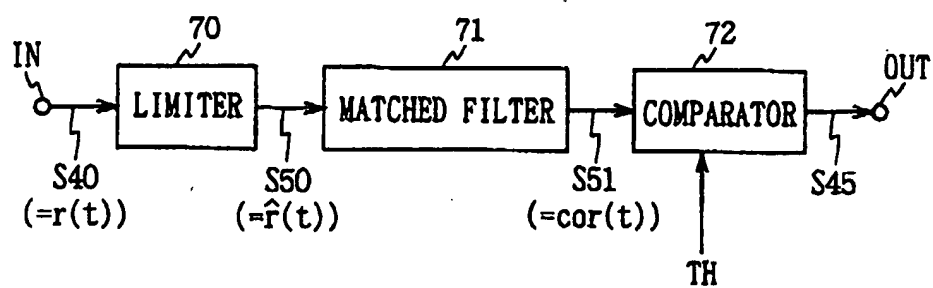 70
71
72
IN
OUT
LIMITER
MATCHED FILTER
COMPARATOR
S40
(=r(t))
S50
(=r̂(t))
S51
(=cor(t))
S45
TH